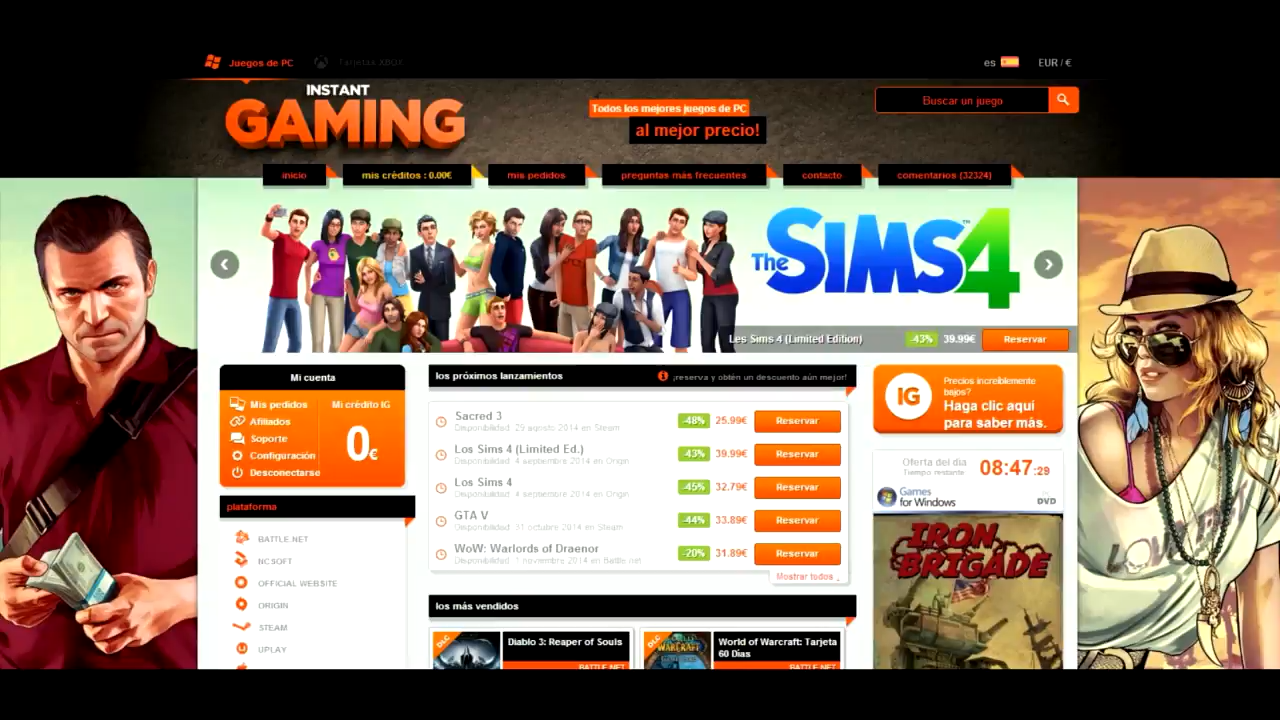 Juegos de PC
Tarjetas XBOX
es
EUR / €
INSTANT
GAMING
Todos los mejores juegos de PC
al mejor precio!
Buscar un juego
inicio
mis créditos : 0.00€
mis pedidos
preguntas más frecuentes
contacto
comentarios (32324)
The SIMS 4
Les Sims 4 (Limited Edition)
-43%
39.99€
Reservar
Mi cuenta
Mis pedidos
Afiliados
Soporte
Configuración
Desconectarse
Mi crédito IG
0€
plataforma
BATTLE.NET
NCSOFT
OFFICIAL WEBSITE
ORIGIN
STEAM
UPLAY
los próximos lanzamientos
¡reserva y obtén un descuento aún mejor!
Sacred 3
Disponibilidad: 29 agosto 2014 en Steam
-48% 25.99€ Reservar
Los Sims 4 (Limited Ed.)
Disponibilidad: 4 septiembre 2014 en Origin
-43% 39.99€ Reservar
Los Sims 4
Disponibilidad: 4 septiembre 2014 en Origin
-45% 32.79€ Reservar
GTA V
Disponibilidad: 31 octubre 2014 en Steam
-44% 33.89€ Reservar
WoW: Warlords of Draenor
Disponibilidad: 1 noviembre 2014 en Battle.net
-20% 31.89€ Reservar
Mostrar todos
los más vendidos
DLC
Diablo 3: Reaper of Souls
BATTLE.NET
DLC
World of Warcraft: Tarjeta
60 Días
BATTLE.NET
IG
Precios increíblemente
bajos?
Haga clic aquí
para saber más.
Oferta del día
Tiempo restante
08:47:29
Games
for Windows
DVD
IRON
BRIGADE